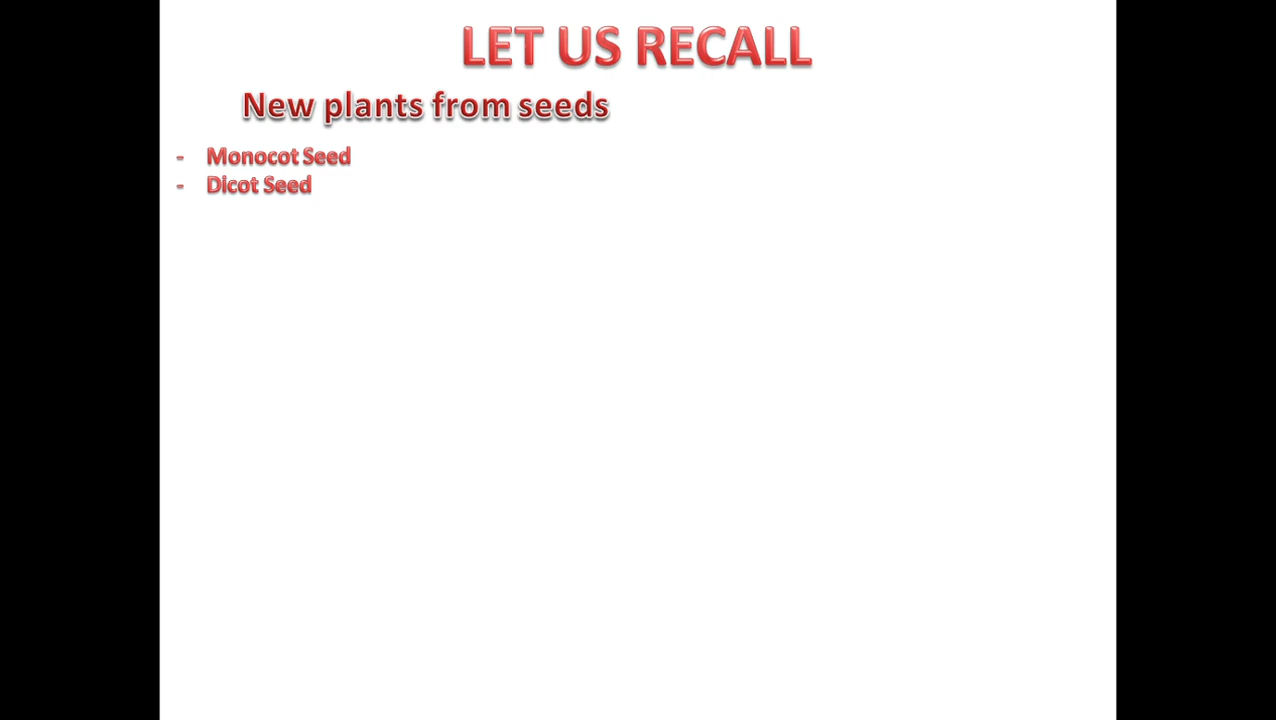 LET US RECALL
New plants from seeds
- Monocot Seed
- Dicot Seed